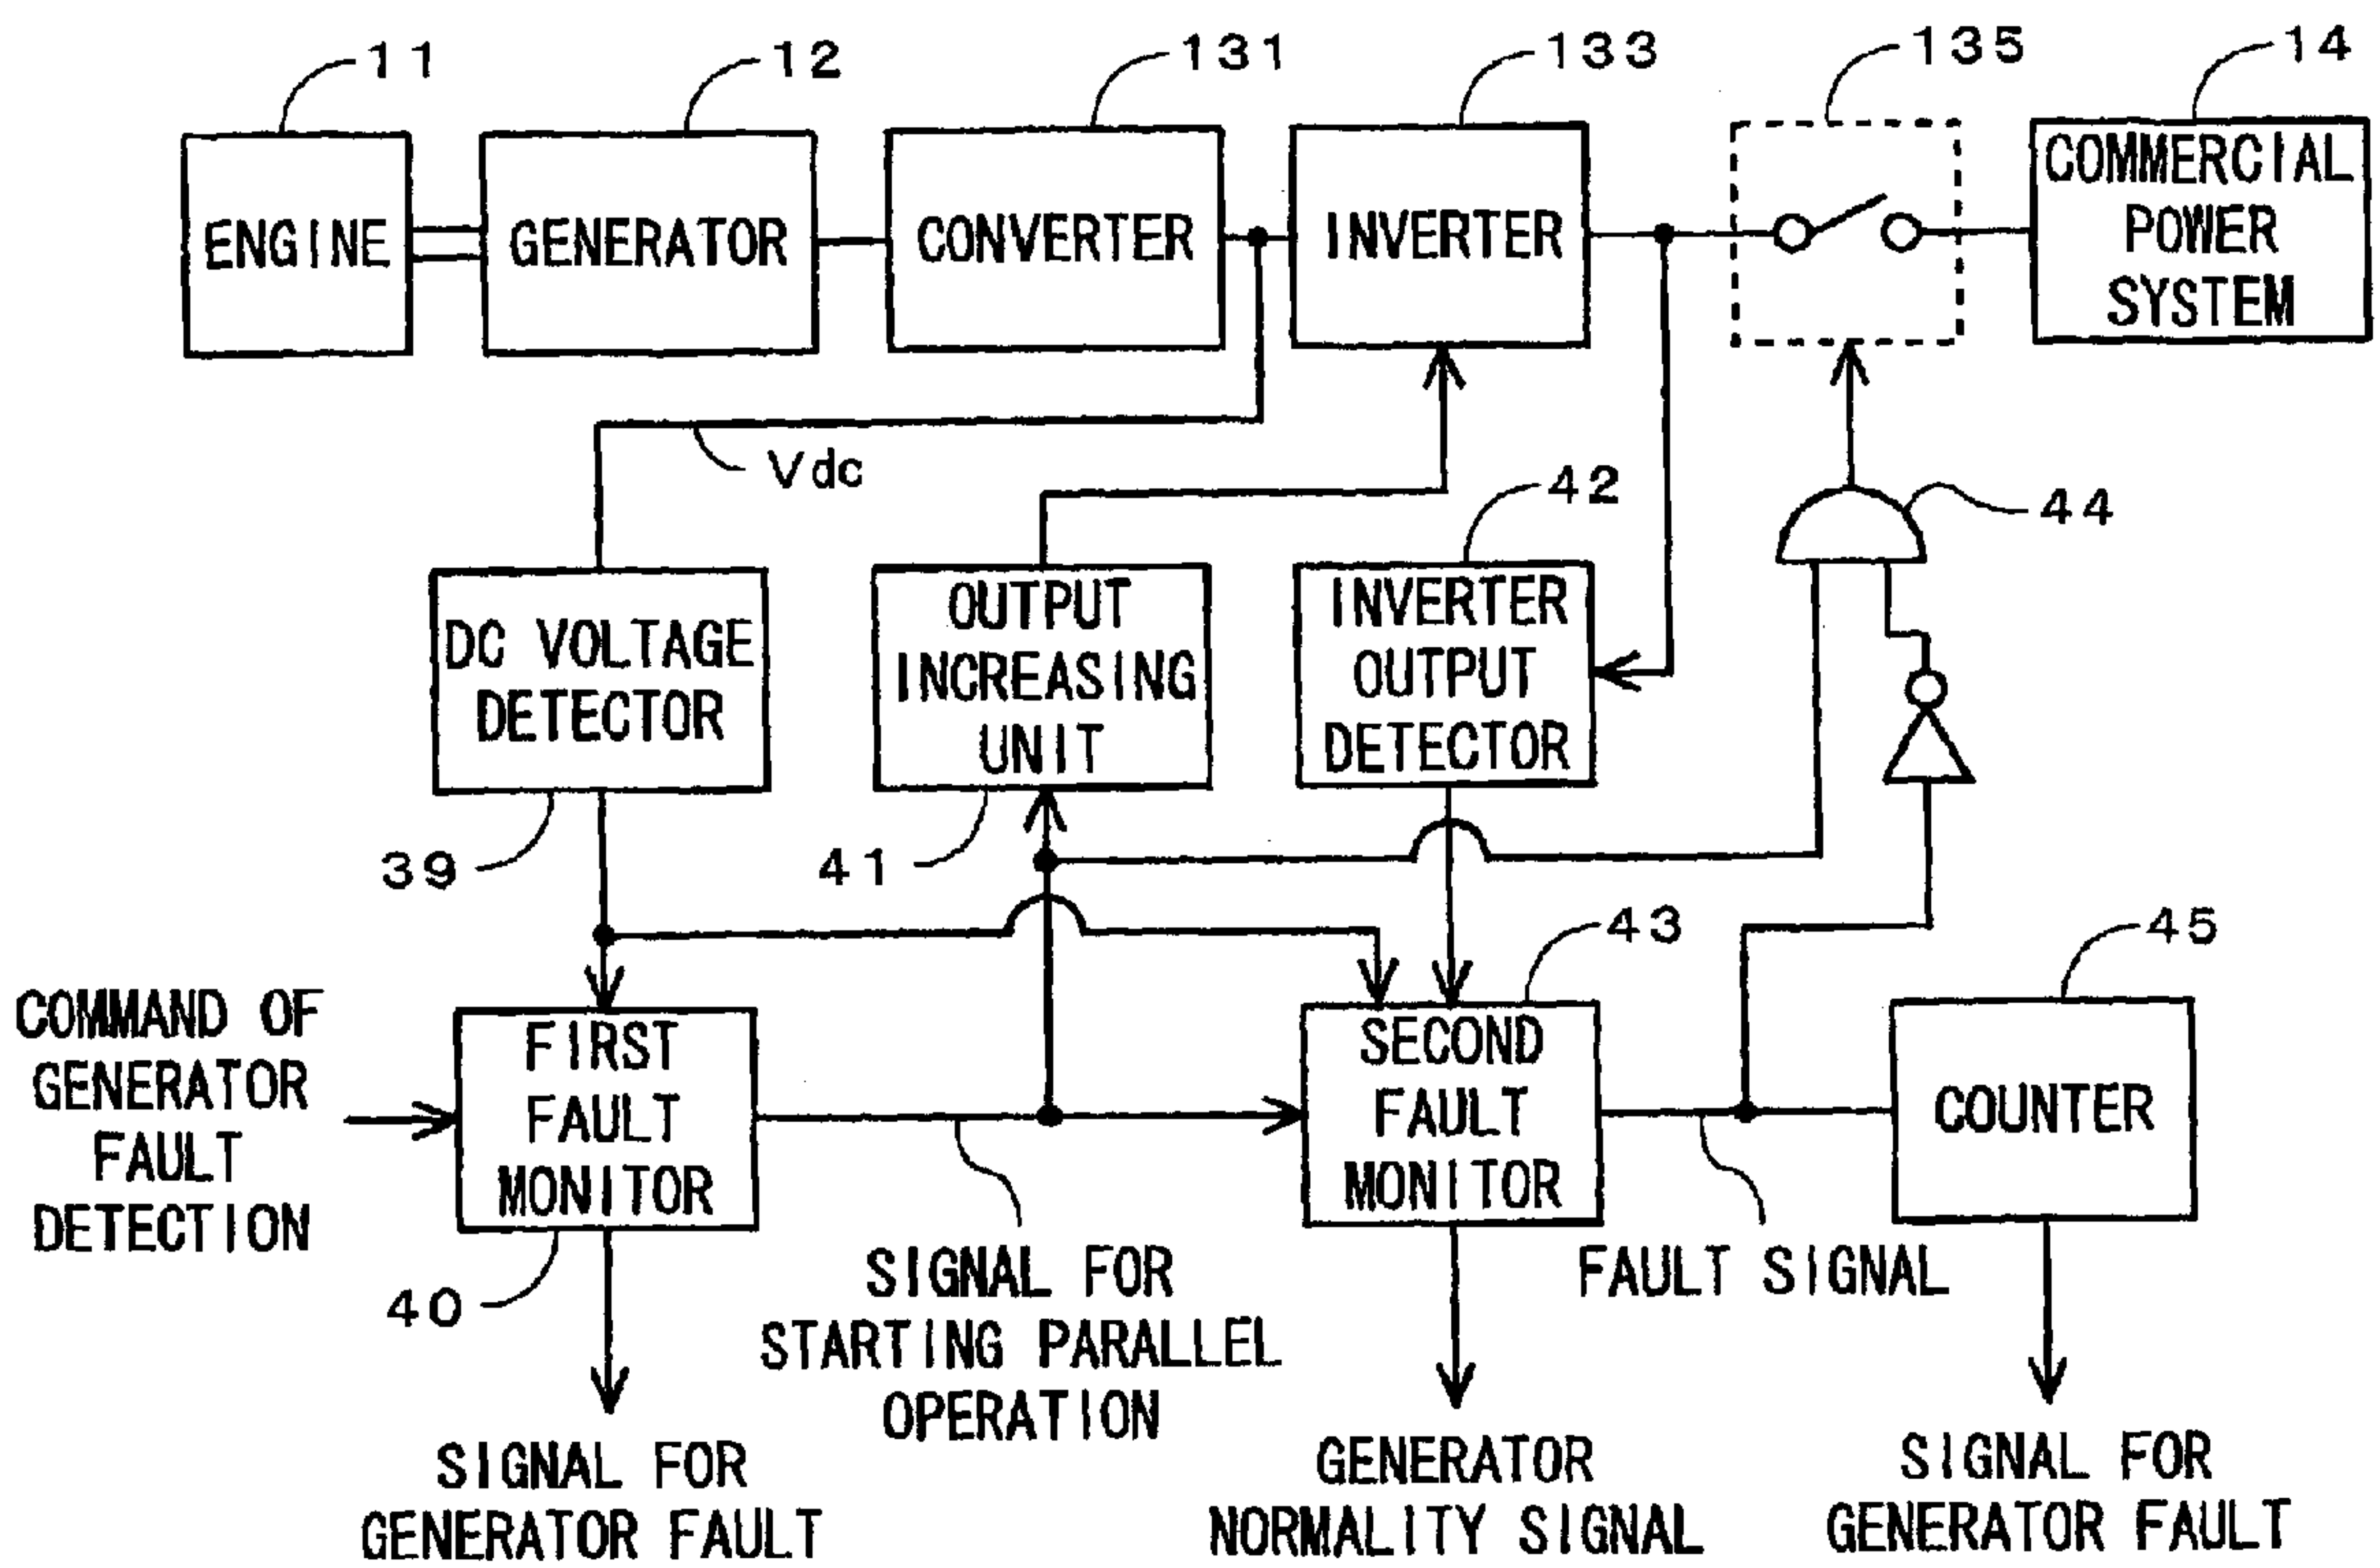 11
12
131
133
135
14
ENGINE
GENERATOR
CONVERTER
INVERTER
COMMERCIAL
POWER
SYSTEM
Vdc
42
44
DC VOLTAGE
DETECTOR
OUTPUT
INCREASING
UNIT
INVERTER
OUTPUT
DETECTOR
39
41
43
45
COMMAND OF
GENERATOR
FAULT
DETECTION
FIRST
FAULT
MONITOR
SECOND
FAULT
MONITOR
COUNTER
40
SIGNAL FOR
STARTING PARALLEL
OPERATION
FAULT SIGNAL
SIGNAL FOR
GENERATOR FAULT
GENERATOR
NORMALITY SIGNAL
SIGNAL FOR
GENERATOR FAULT